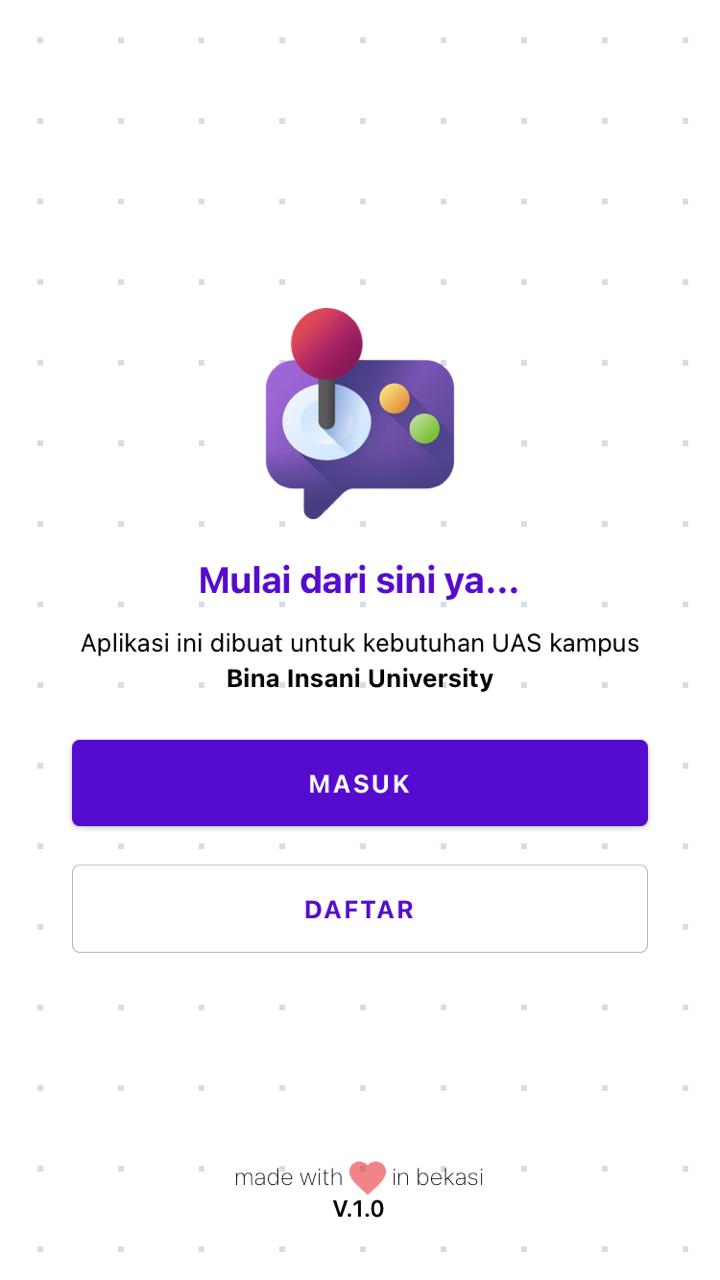 Mulai dari sini ya...
Aplikasi ini dibuat untuk kebutuhan UAS kampus
Bina Insani University
MASUK
DAFTAR
made with in bekasi
V.1.0